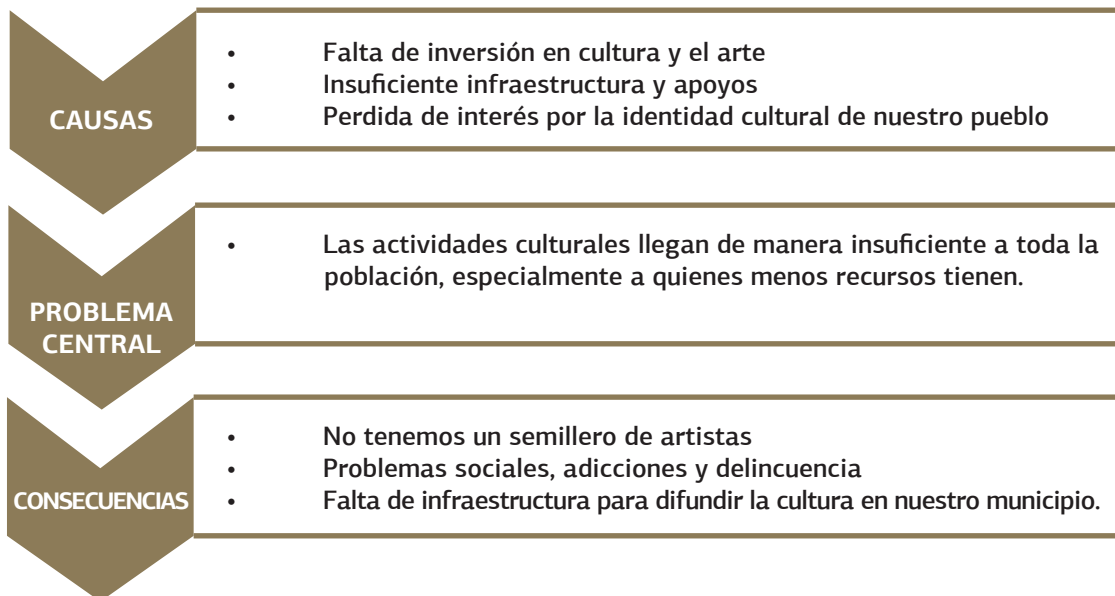 CAUSAS
• Falta de inversión en cultura y el arte
• Insuficiente infraestructura y apoyos
• Perdida de interés por la identidad cultural de nuestro pueblo
PROBLEMA
CENTRAL
• Las actividades culturales llegan de manera insuficiente a toda la
población, especialmente a quienes menos recursos tienen.
CONSECUENCIAS
• No tenemos un semillero de artistas
• Problemas sociales, adicciones y delincuencia
• Falta de infraestructura para difundir la cultura en nuestro municipio.